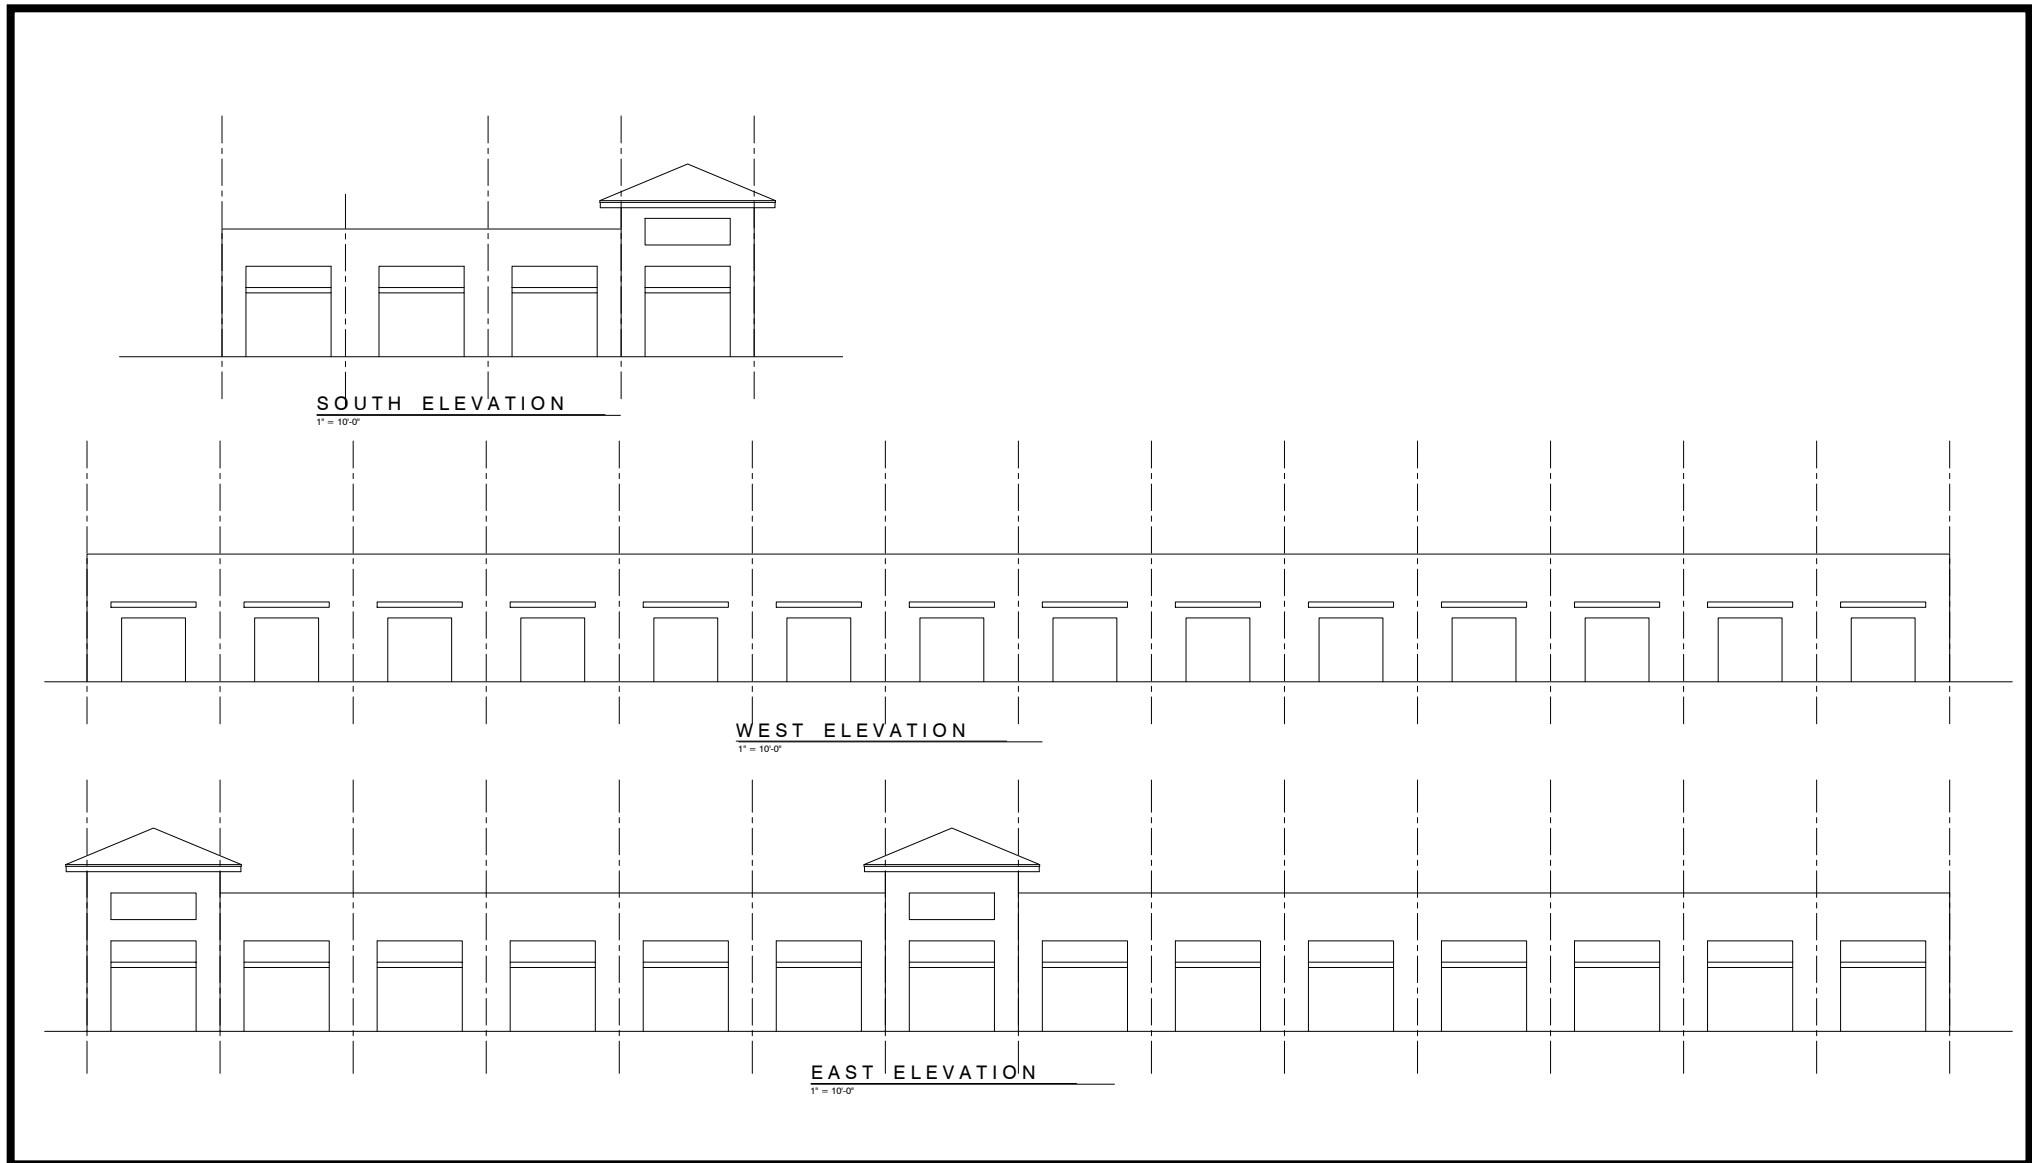 SOUTH ELEVATION
1" = 10'-0"
WEST ELEVATION
1" = 10'-0"
EAST ELEVATION
1" = 10'-0"